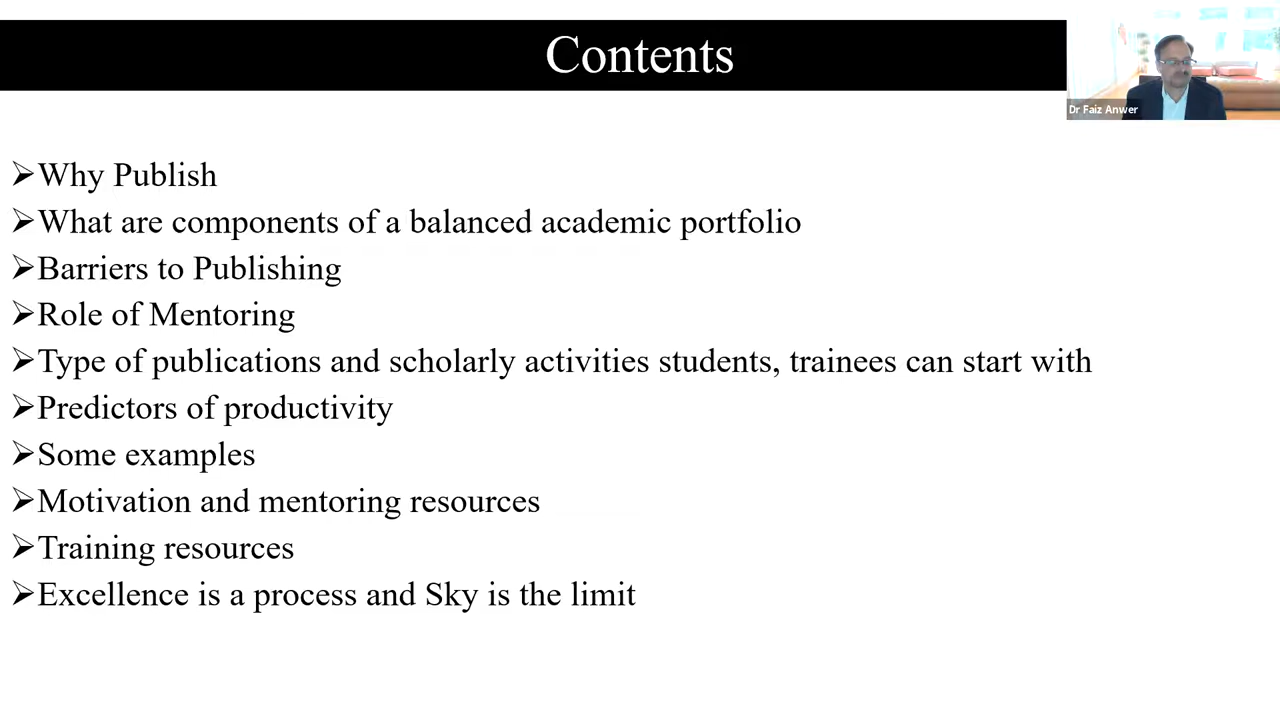 Contents
Dr Faiz Anwer
➢Why Publish
➢What are components of a balanced academic portfolio
➢Barriers to Publishing
➢Role of Mentoring
➢Type of publications and scholarly activities students, trainees can start with
➢Predictors of productivity
➢Some examples
➢Motivation and mentoring resources
➢Training resources
➢Excellence is a process and Sky is the limit